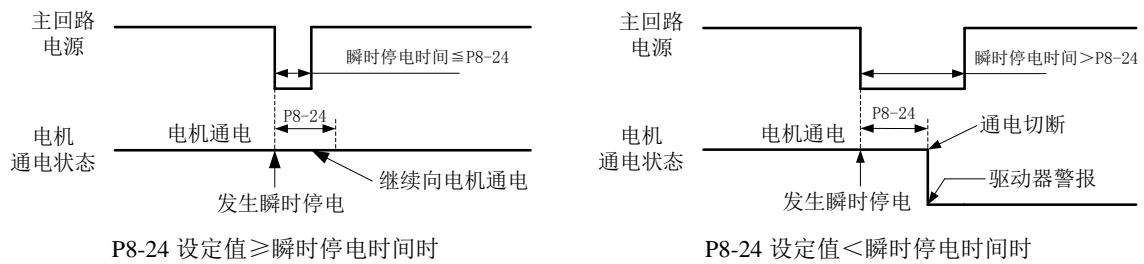 主回路
电源
瞬时停电时间≦P8-24
P8-24
电机
通电状态
电机通电
继续向电机通电
发生瞬时停电
P8-24 设定值≥瞬时停电时间时
瞬时停电时间＞P8-24
主回路
电源
P8-24
电机
通电状态
电机通电
通电切断
驱动器警报
发生瞬时停电
P8-24 设定值＜瞬时停电时间时